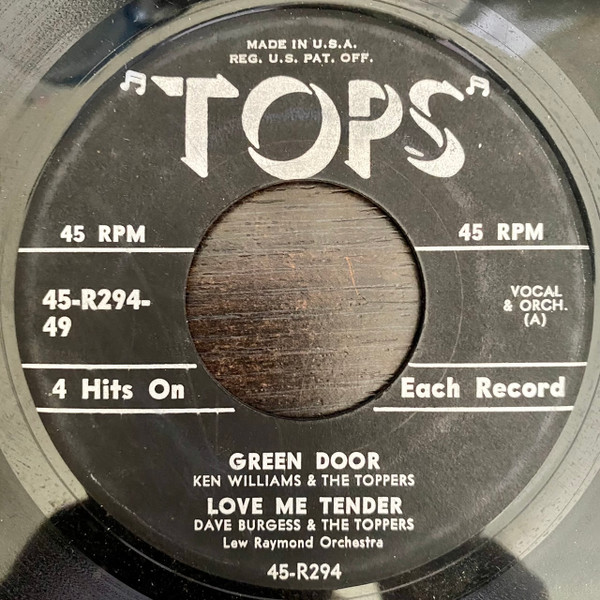 MADE IN U.S.A.
REG. U.S. PAT. OFF.
"TOPS"
45 RPM
45 RPM
45-R294-
49
VOCAL
& ORCH.
(A)
4 Hits On
Each Record
GREEN DOOR
KEN WILLIAMS & THE TOPPERS
LOVE ME TENDER
DAVE BURGESS & THE TOPPERS
Lew Raymond Orchestra
45-R294